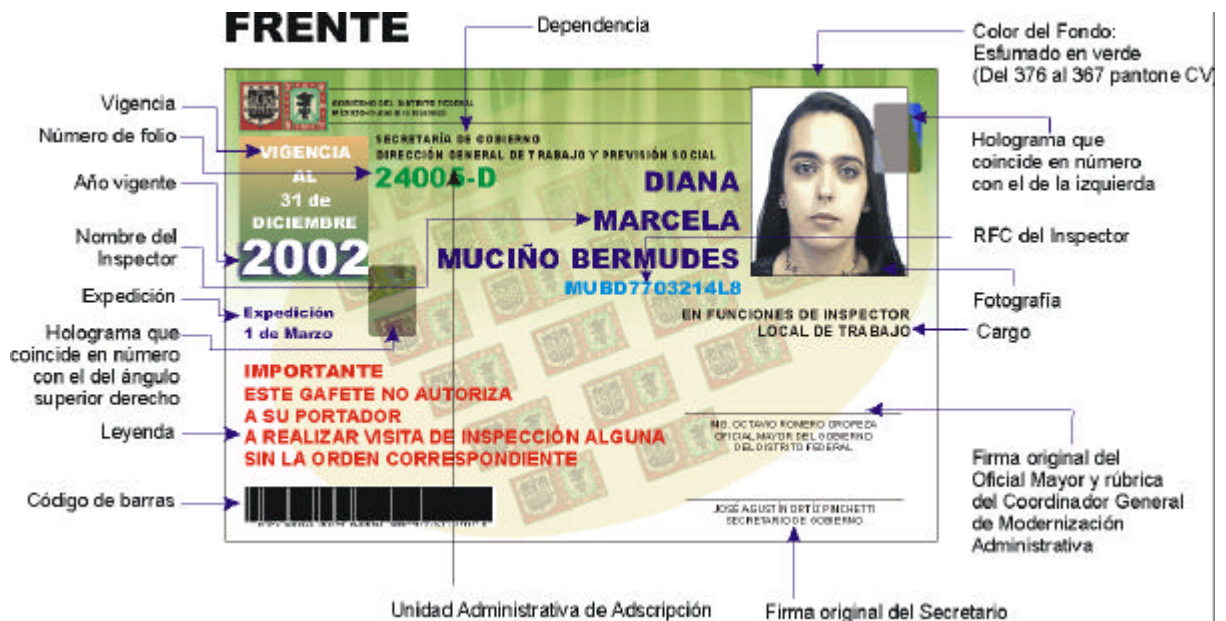 FRENTE
Dependencia
Color del Fondo:
Esfumado en verde
(Del 376 al 367 pantone CV)
Vigencia
Número de folio
Año vigente
Nombre del
Inspector
Expedición
Holograma que
coincide en número
con el del ángulo
superior derecho
Leyenda
Código de barras
GOBIERNO DEL DISTRITO FEDERAL
SECRETARÍA DE GOBIERNO
DIRECCIÓN GENERAL DE TRABAJO Y PREVISIÓN SOCIAL
24005-D
VIGENCIA
AL
31 de
DICIEMBRE
2002
DIANA
MARCELA
MUCIÑO BERMUDES
MUBD7703214L8
EN FUNCIONES DE INSPECTOR
LOCAL DE TRABAJO
Expedición
1 de Marzo
IMPORTANTE
ESTE GAFETE NO AUTORIZA
A SU PORTADOR
A REALIZAR VISITA DE INSPECCIÓN ALGUNA
SIN LA ORDEN CORRESPONDIENTE
ING. OCTAVIO ROMERO OROPEZA
OFICIAL MAYOR DEL GOBIERNO
DEL DISTRITO FEDERAL
JOSÉ AGUSTÍN ORTÍZ PINCHETTI
SECRETARIO DE GOBIERNO
Holograma que
coincide en número
con el de la izquierda
RFC del Inspector
Fotografía
Cargo
Firma original del
Oficial Mayor y rúbrica
del Coordinador General
de Modernización
Administrativa
Unidad Administrativa de Adscripción
Firma original del Secretario